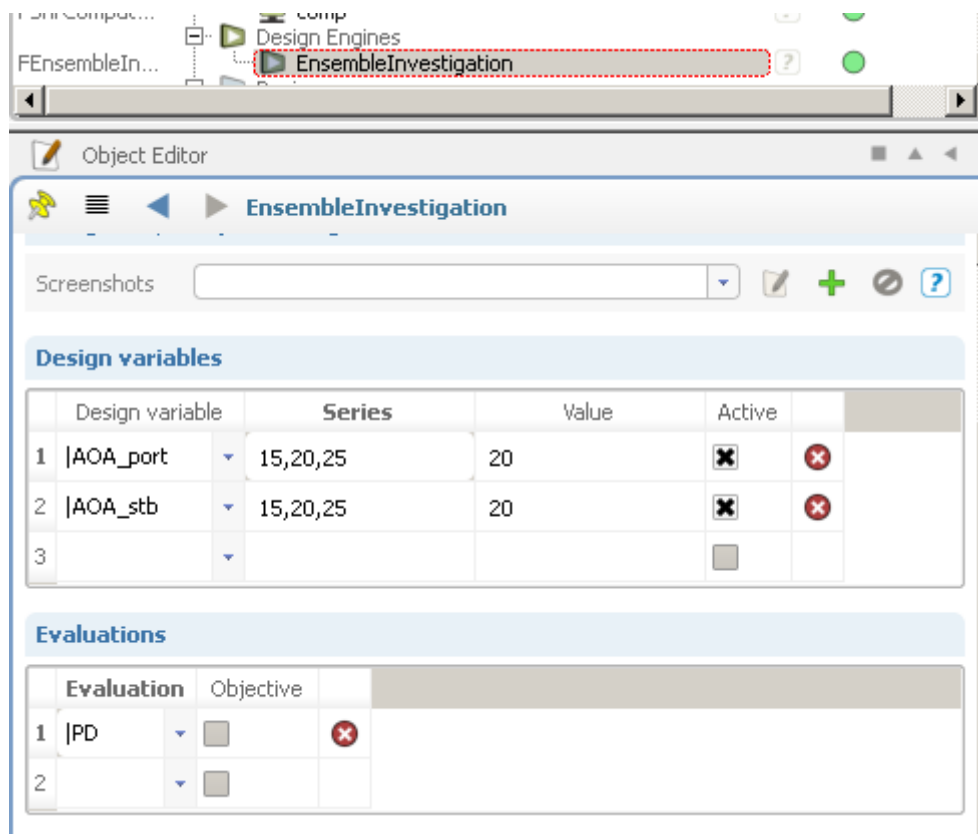 comp
Design Engines
FEnsembleIn... EnsembleInvestigation
Object Editor
EnsembleInvestigation
Screenshots
Design variables
Design variable Series Value Active
1 |AOA_port 15,20,25 20
2 |AOA_stb 15,20,25 20
3
Evaluations
Evaluation Objective
1 |PD
2